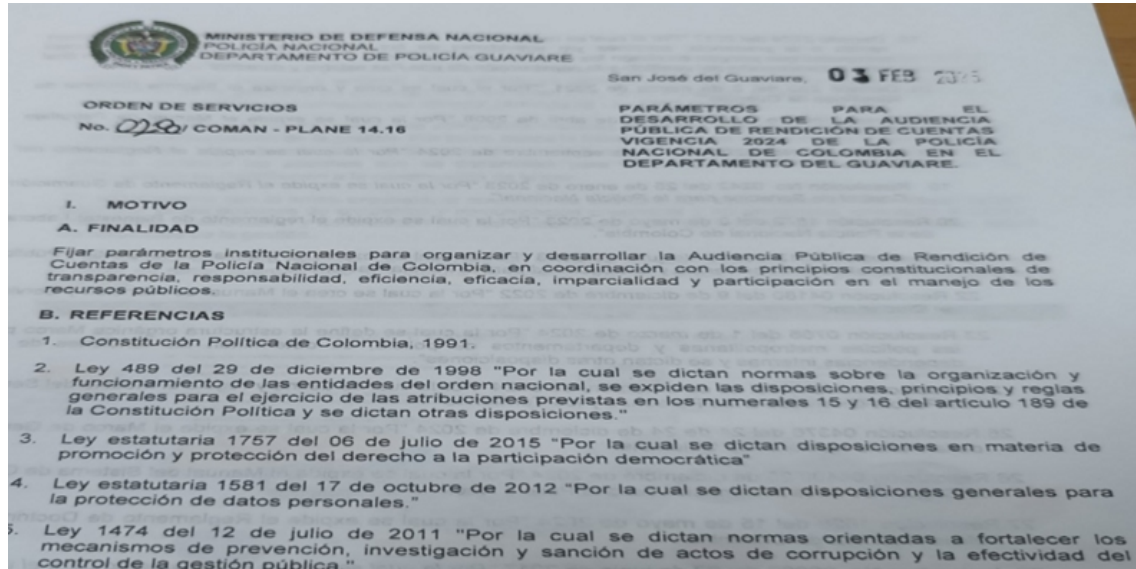 MINISTERIO DE DEFENSA NACIONAL
POLICÍA NACIONAL
DEPARTAMENTO DE POLICÍA GUAVIARE
San José del Guaviare, 03 FEB
ORDEN DE SERVICIOS
No. / COMAN - PLANE 14.16
PARÁMETROS PARA EL
DESARROLLO DE LA AUDIENCIA
PÚBLICA DE RENDICIÓN DE CUENTAS
VIGENCIA 2024 DE LA POLICÍA
NACIONAL DE COLOMBIA EN EL
DEPARTAMENTO DEL GUAVIARE.
I. MOTIVO
A. FINALIDAD
Fijar parámetros institucionales para organizar y desarrollar la Audiencia Pública de Rendición de
Cuentas de la Policía Nacional de Colombia, en coordinación con los principios constitucionales de
transparencia, responsabilidad, eficiencia, eficacia, imparcialidad y participación en el manejo de los
recursos públicos.
B. REFERENCIAS
1. Constitución Política de Colombia, 1991.
2. Ley 489 del 29 de diciembre de 1998 "Por la cual se dictan normas sobre la organización y
funcionamiento de las entidades del orden nacional, se expiden las disposiciones, principios y reglas
generales para el ejercicio de las atribuciones previstas en los numerales 15 y 16 del artículo 189 de
la Constitución Política y se dictan otras disposiciones."
3. Ley estatutaria 1757 del 06 de julio de 2015 "Por la cual se dictan disposiciones en materia de
promoción y protección del derecho a la participación democrática"
4. Ley estatutaria 1581 del 17 de octubre de 2012 "Por la cual se dictan disposiciones generales para
la protección de datos personales."
5. Ley 1474 del 12 de julio de 2011 "Por la cual se dictan normas orientadas a fortalecer los
mecanismos de prevención, investigación y sanción de actos de corrupción y la efectividad del
control de la gestión pública."